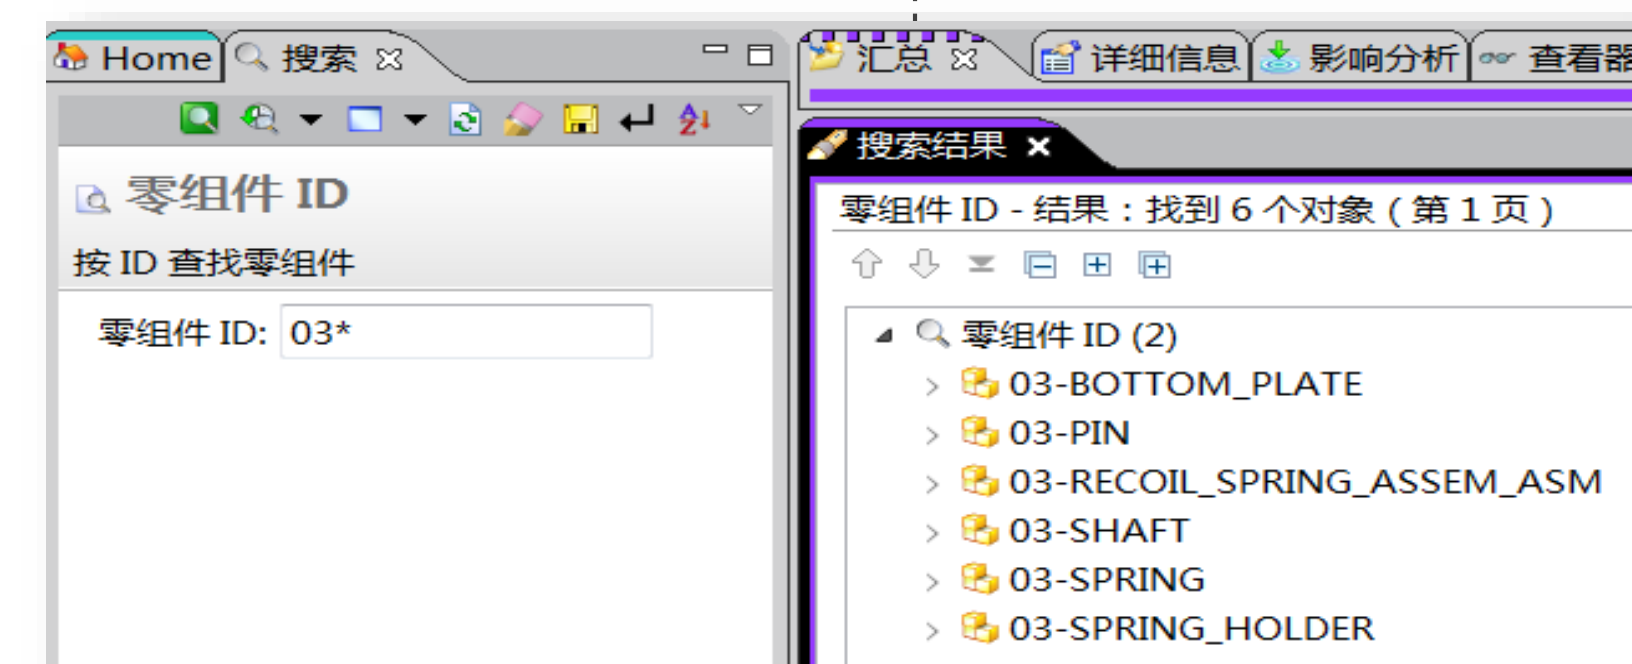 Home 搜索
零组件 ID
按 ID 查找零组件
零组件 ID: 03*
汇总 详细信息 影响分析 查看器
搜索结果
零组件 ID - 结果：找到 6 个对象（第 1 页）
零组件 ID (2)
03-BOTTOM_PLATE
03-PIN
03-RECOIL_SPRING_ASSEM_ASM
03-SHAFT
03-SPRING
03-SPRING_HOLDER